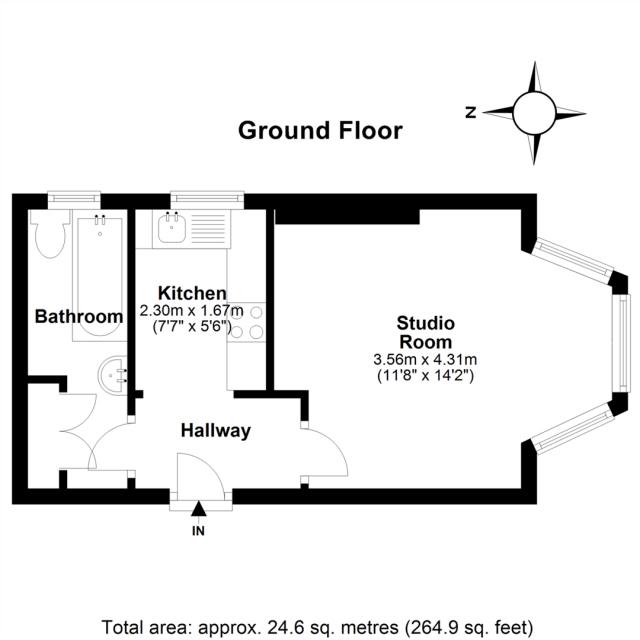 Ground Floor
N
Kitchen
2.30m x 1.67m
(7'7" x 5'6")
Bathroom
Studio
Room
3.56m x 4.31m
(11'8" x 14'2")
Hallway
IN
Total area: approx. 24.6 sq. metres (264.9 sq. feet)